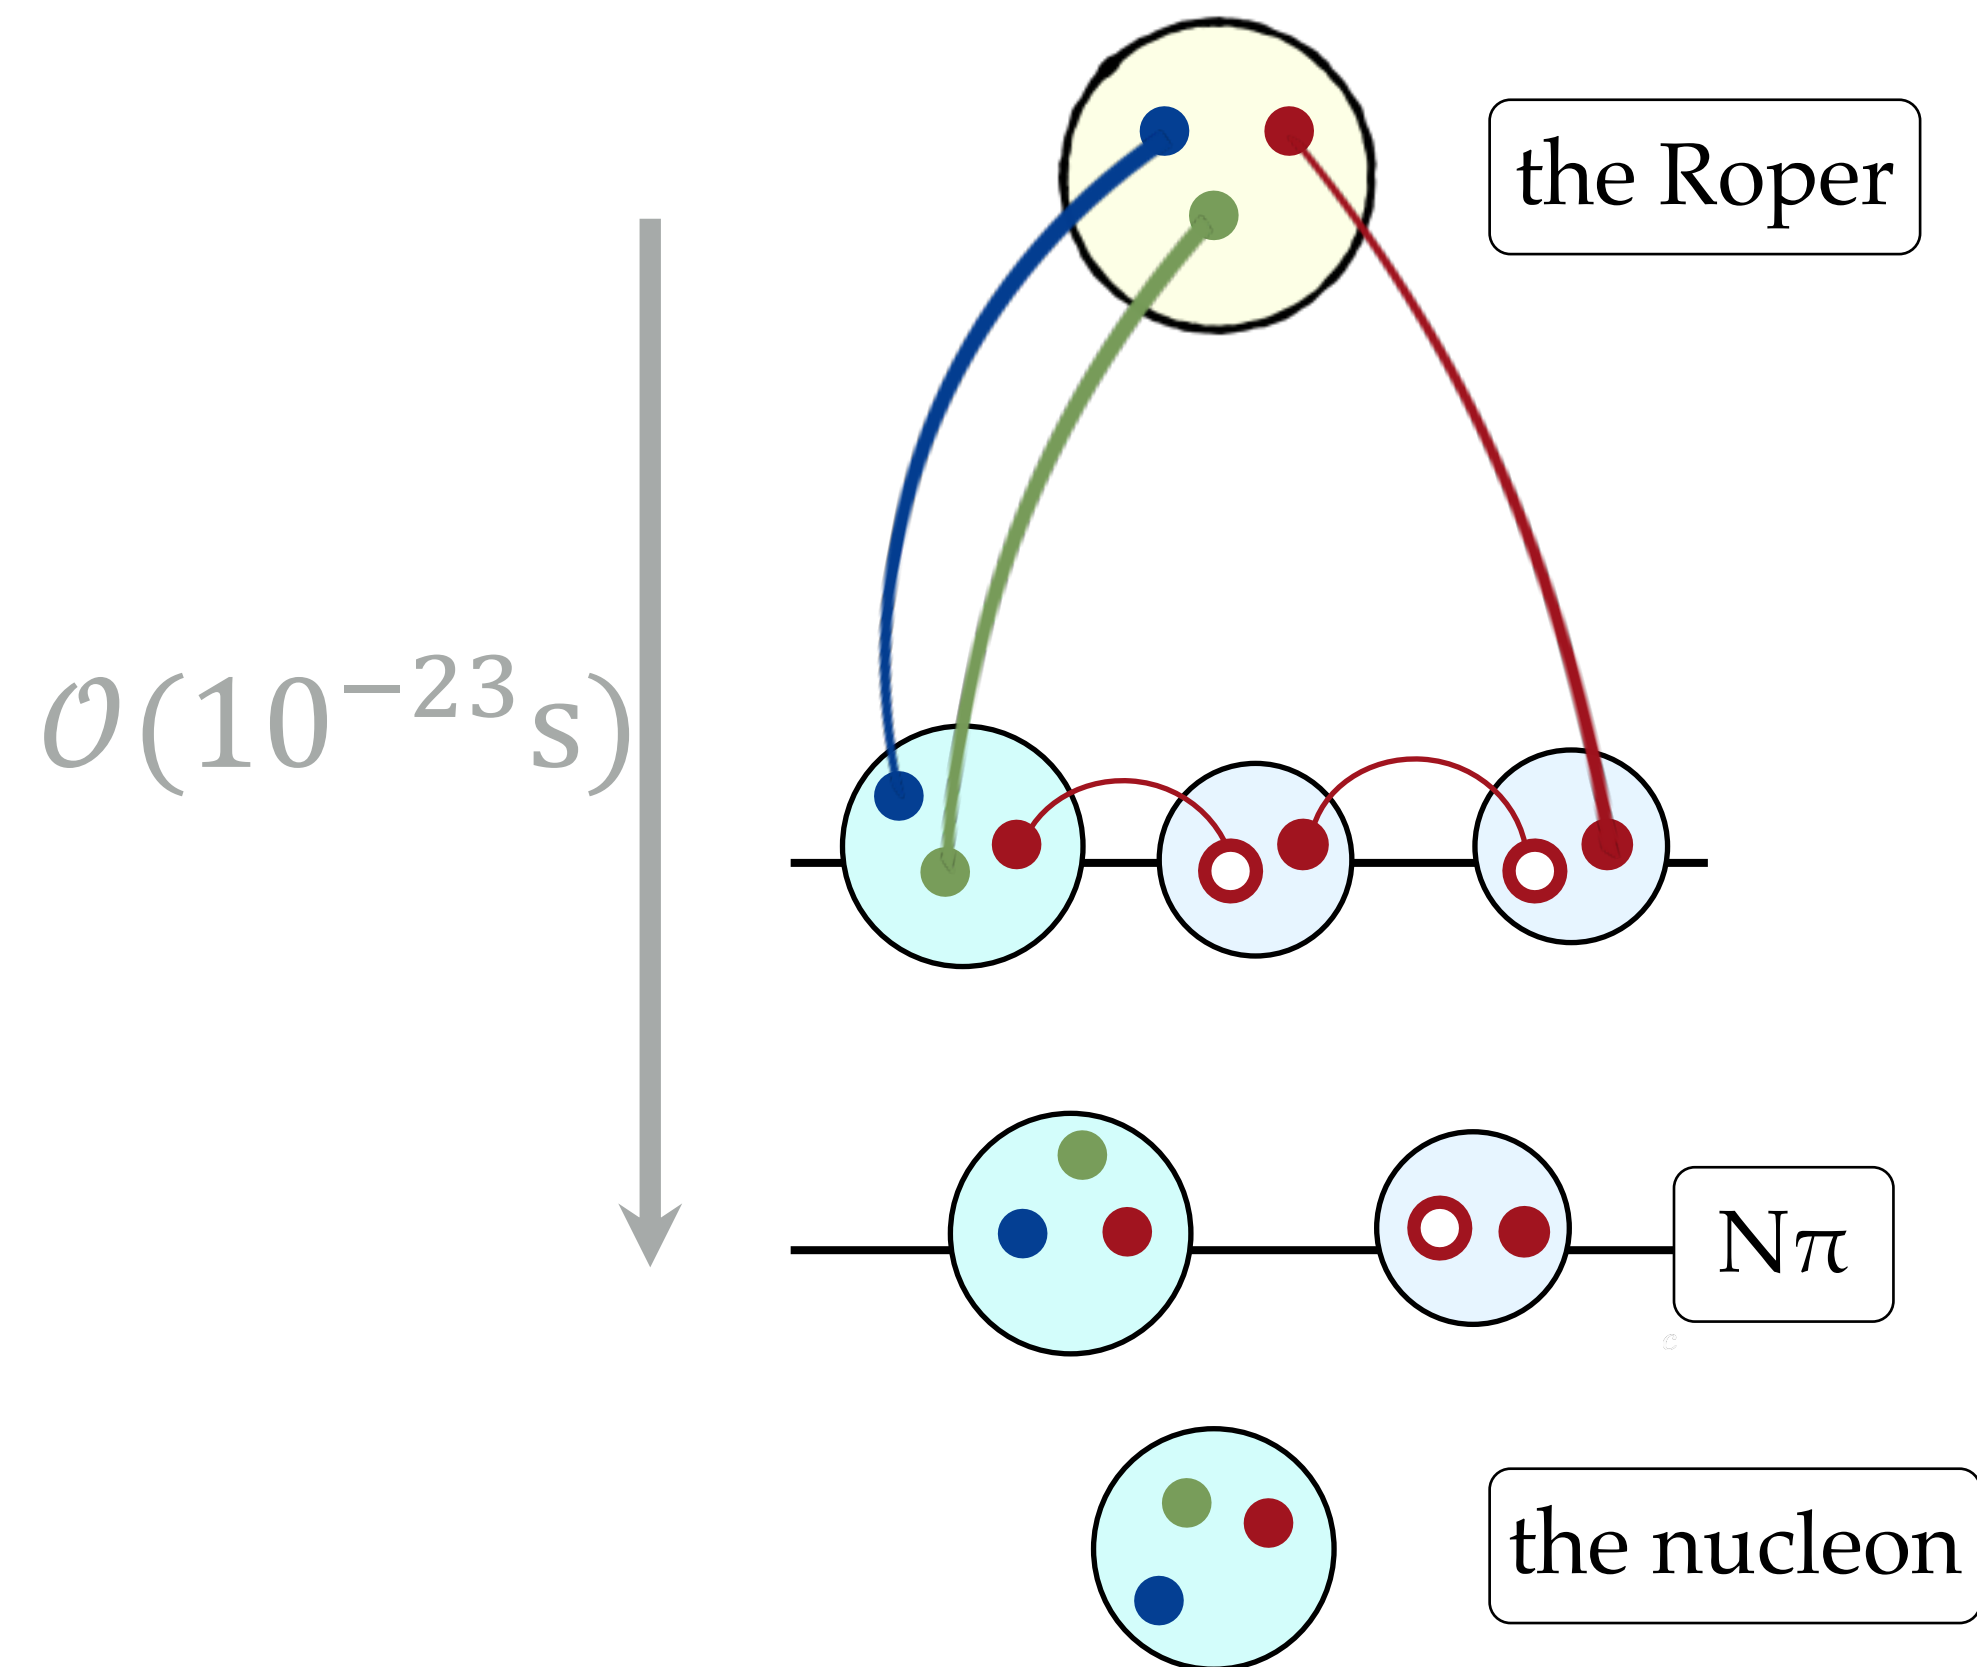 the Roper
𝒪(10⁻²³s)
Nπ
c
the nucleon